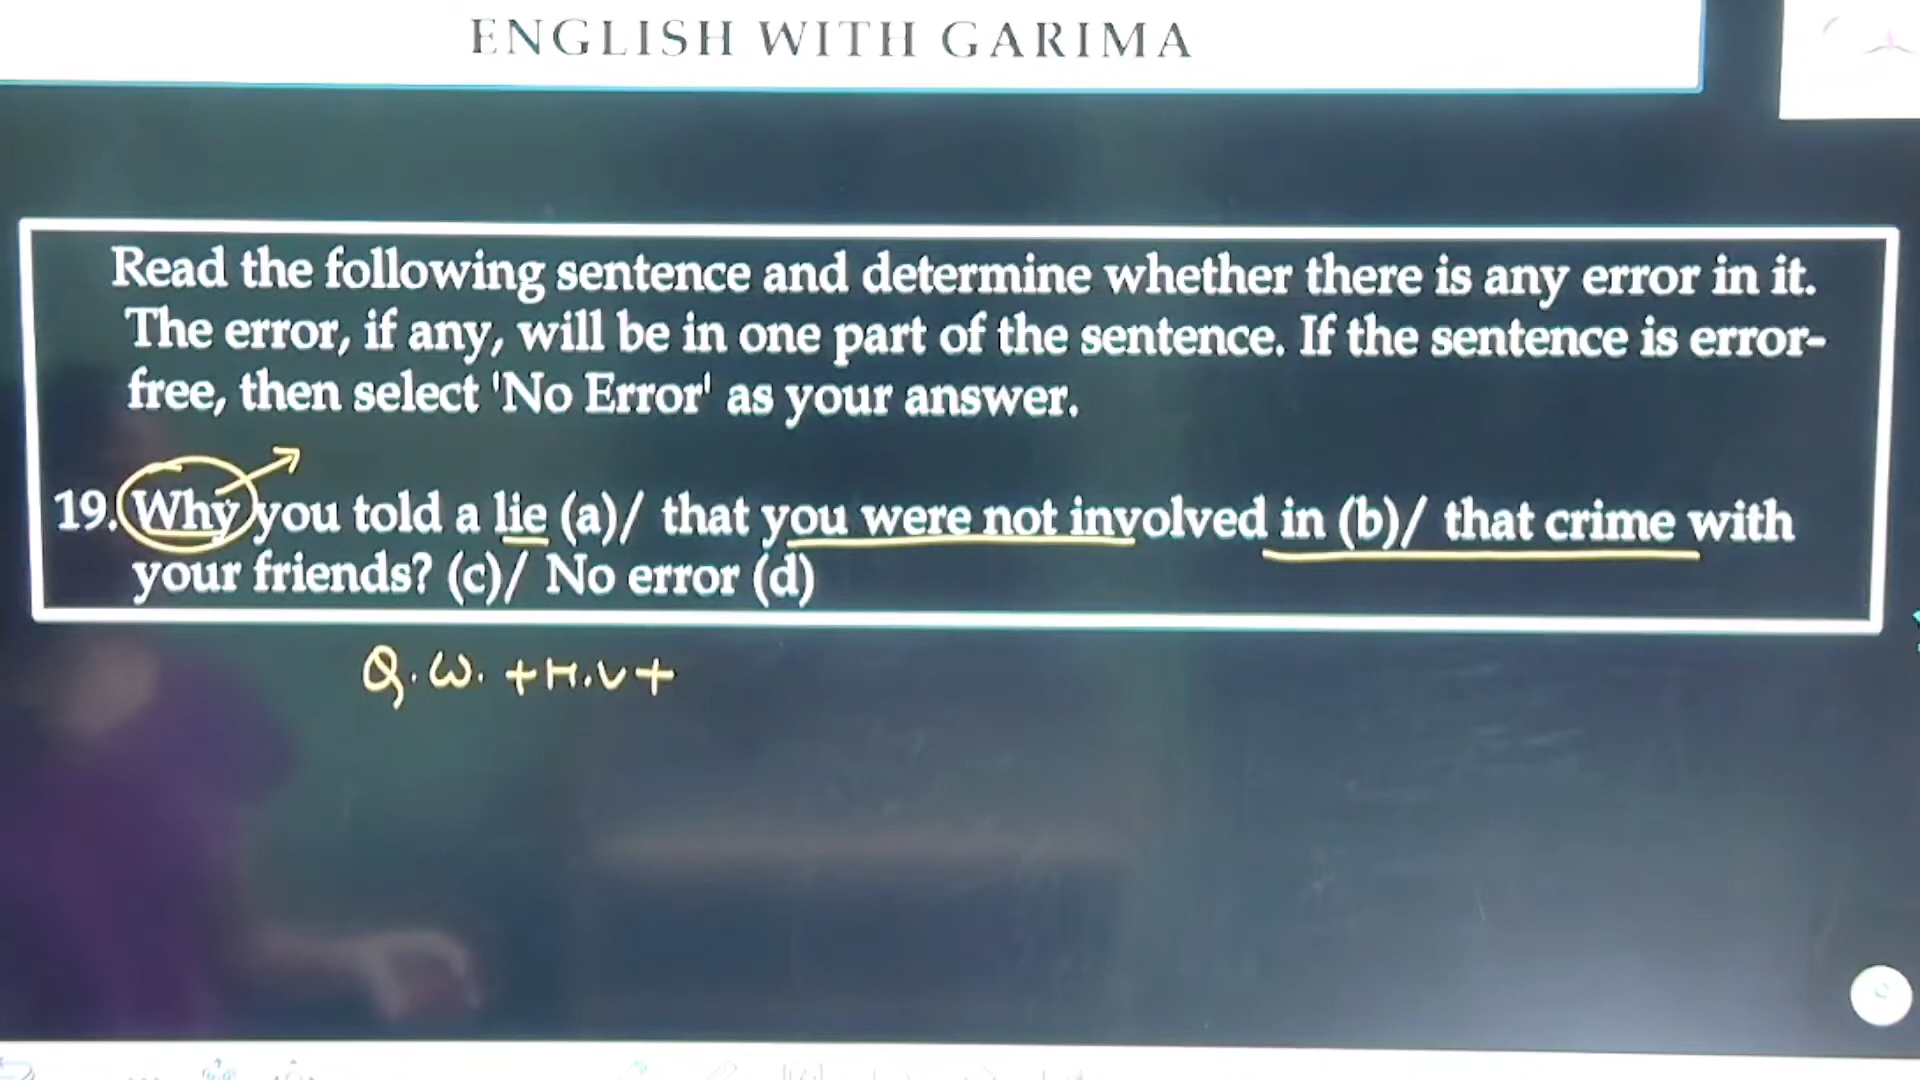 ENGLISH WITH GARIMA
Read the following sentence and determine whether there is any error in it.
The error, if any, will be in one part of the sentence. If the sentence is error-
free, then select 'No Error' as your answer.
19. Why you told a lie (a)/ that you were not involved in (b)/ that crime with
your friends? (c)/ No error (d)
Q.W. +H.V+